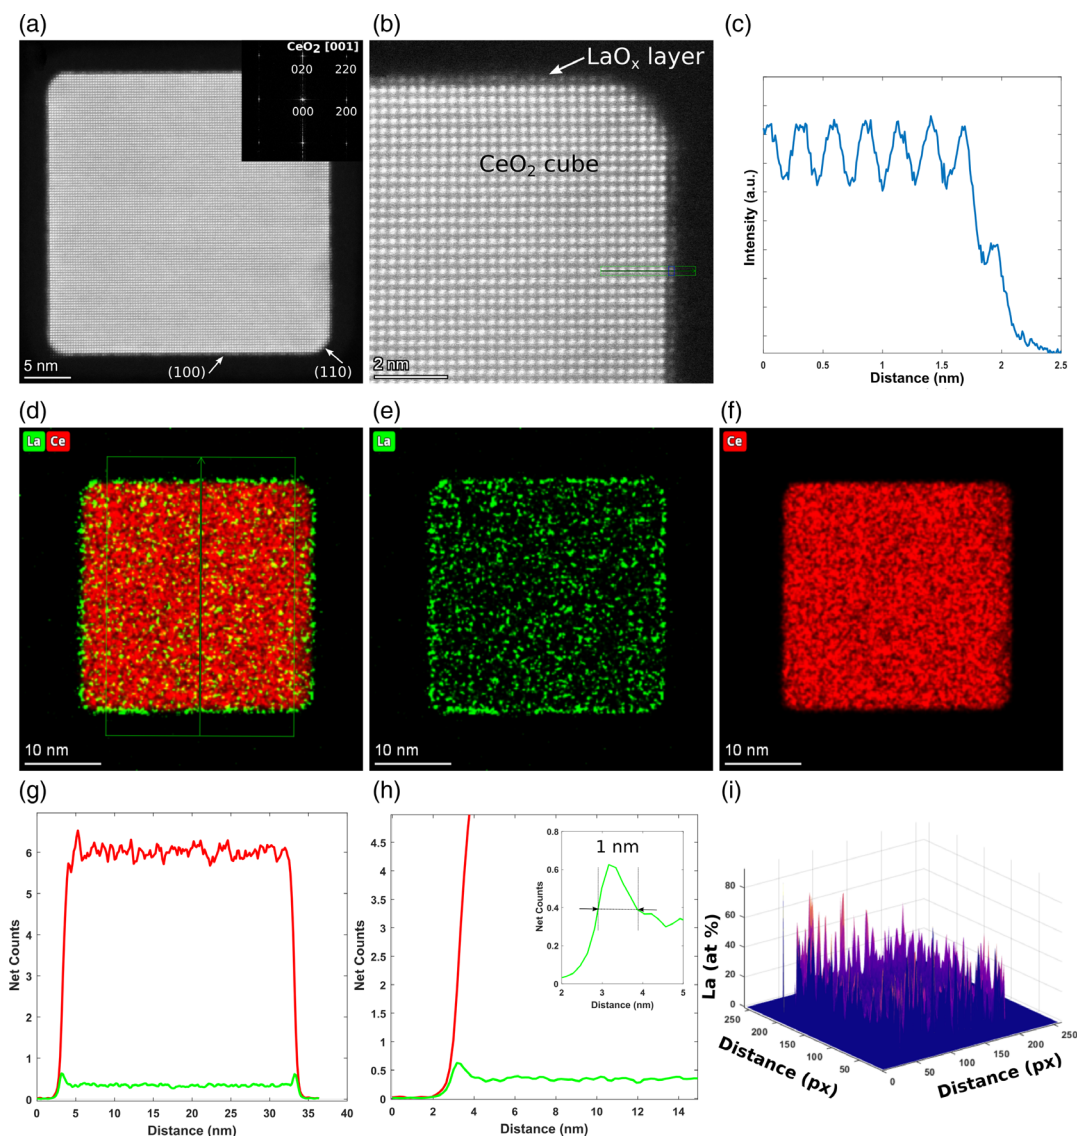 (a)
CeO2 [001]
020 220
000 200
5 nm
(100)
(110)
(b)
LaOx layer
CeO2 cube
2 nm
(c)
Intensity (a.u.)
0 0.5 1 1.5 2 2.5
Distance (nm)
(d)
La Ce
10 nm
(e)
La
10 nm
(f)
Ce
10 nm
(g)
Net Counts
6
5
4
3
2
1
0
0 5 10 15 20 25 30 35 40
Distance (nm)
(h)
Net Counts
4.5
4
3.5
3
2.5
2
1.5
1
0.5
0
0 2 4 6 8 10 12 14
Distance (nm)
1 nm
Net Counts
0.8
0.6
0.4
0.2
0
2 3 4 5
Distance (nm)
(i)
La (at %)
80
60
40
20
0
250
200
150
100
50
Distance (px)
0
50
100
150
200
250
Distance (px)